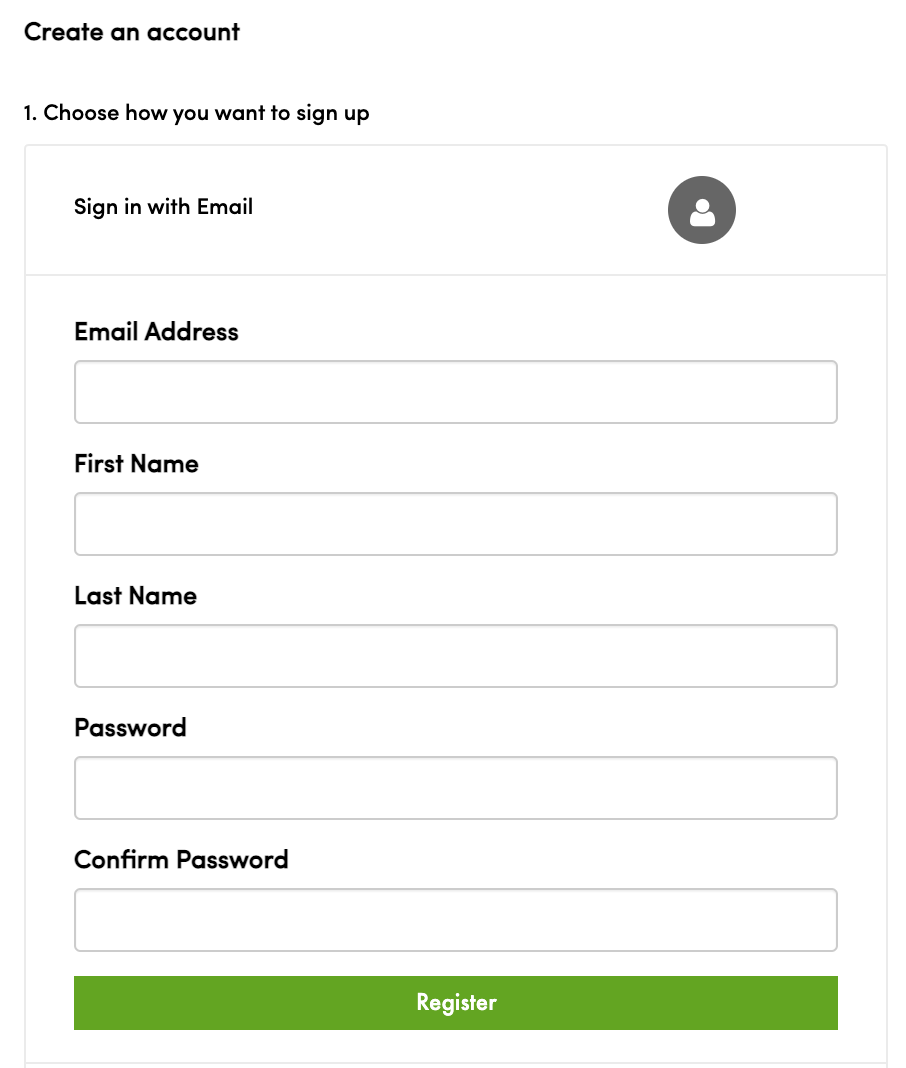 Create an account
1. Choose how you want to sign up
Sign in with Email
Email Address
First Name
Last Name
Password
Confirm Password
Register